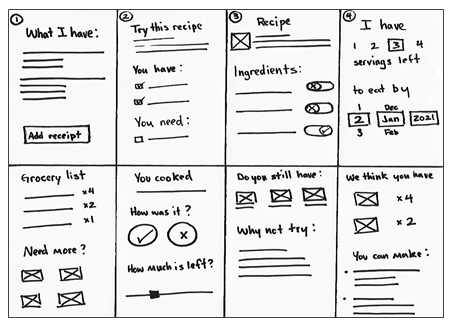 1
What I have:
Add receipt
2
Try this recipe
You have:
You need:
3
Recipe
Ingredients:
4
I have
1 2 3 4
servings left
to eat by
1 Dec
2 Jan 2021
3 Feb
Grocery list
x4
x2
x1
Need more?
You cooked
How was it?
How much is left?
Do you still have:
Why not try:
We think you have
x4
x2
You can make: